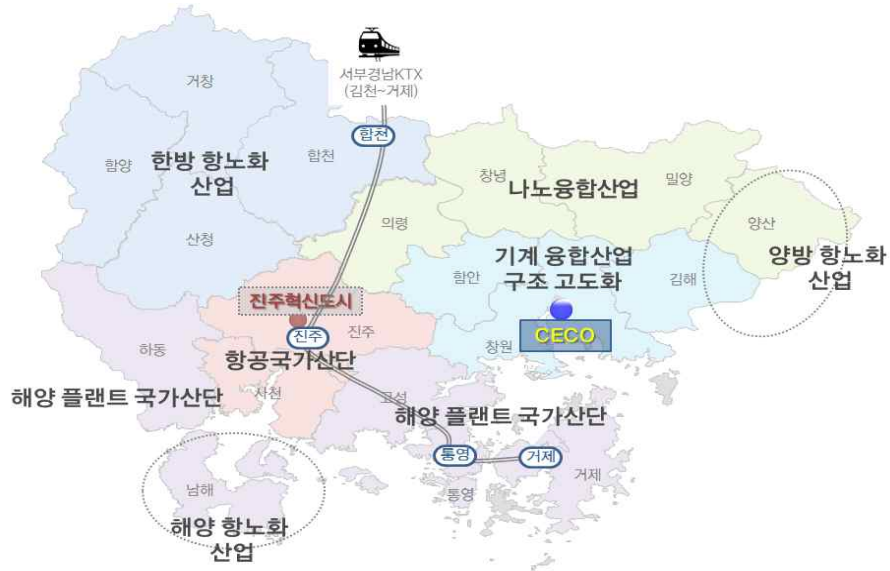 서부경남KTX
(김천~거제)
거창
합천
함양
합천
한방 항노화
산업
창녕
밀양
나노융합산업
의령
양산
산청
기계 융합산업
구조 고도화
함안
김해
양방 항노화
산업
진주혁신도시
진주
진주
CECO
창원
하동
항공국가산단
사천
해양 플랜트 국가산단
고성
해양 플랜트 국가산단
통영
거제
거제
통영
남해
해양 항노화
산업